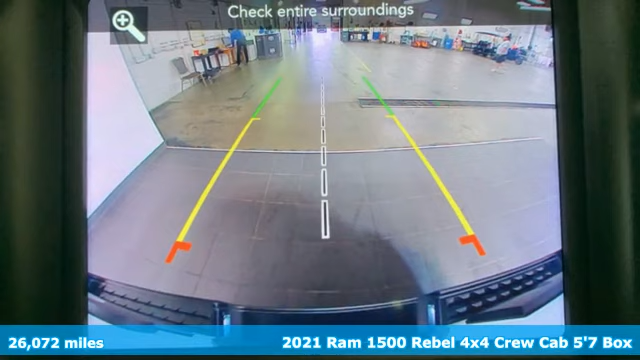 Check entire surroundings
26,072 miles
2021 Ram 1500 Rebel 4x4 Crew Cab 5'7 Box